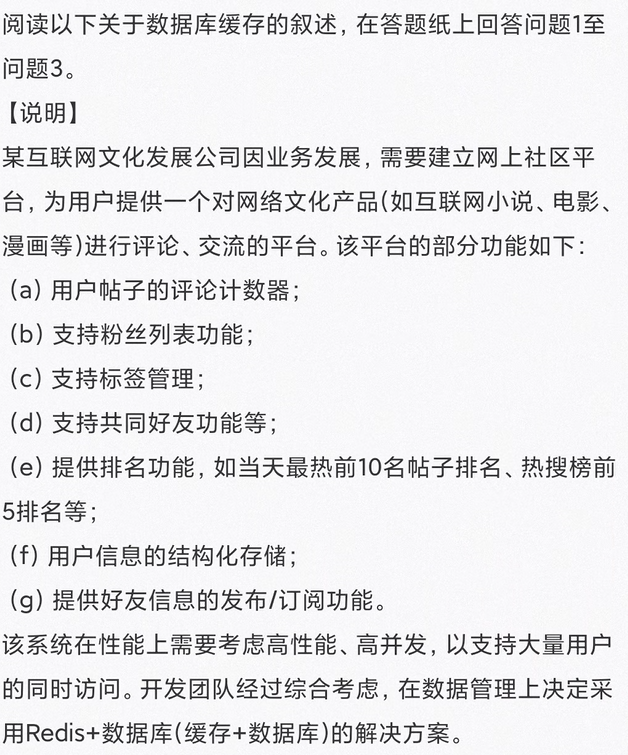 阅读以下关于数据库缓存的叙述，在答题纸上回答问题1至
问题3。
【说明】
某互联网文化发展公司因业务发展，需要建立网上社区平
台，为用户提供一个对网络文化产品(如互联网小说、电影、
漫画等)进行评论、交流的平台。该平台的部分功能如下：
(a) 用户帖子的评论计数器；
(b) 支持粉丝列表功能；
(c) 支持标签管理；
(d) 支持共同好友功能等；
(e) 提供排名功能，如当天最热前10名帖子排名、热搜榜前
5排名等；
(f) 用户信息的结构化存储；
(g) 提供好友信息的发布/订阅功能。
该系统在性能上需要考虑高性能、高并发，以支持大量用户
的同时访问。开发团队经过综合考虑，在数据管理上决定采
用Redis+数据库(缓存+数据库)的解决方案。